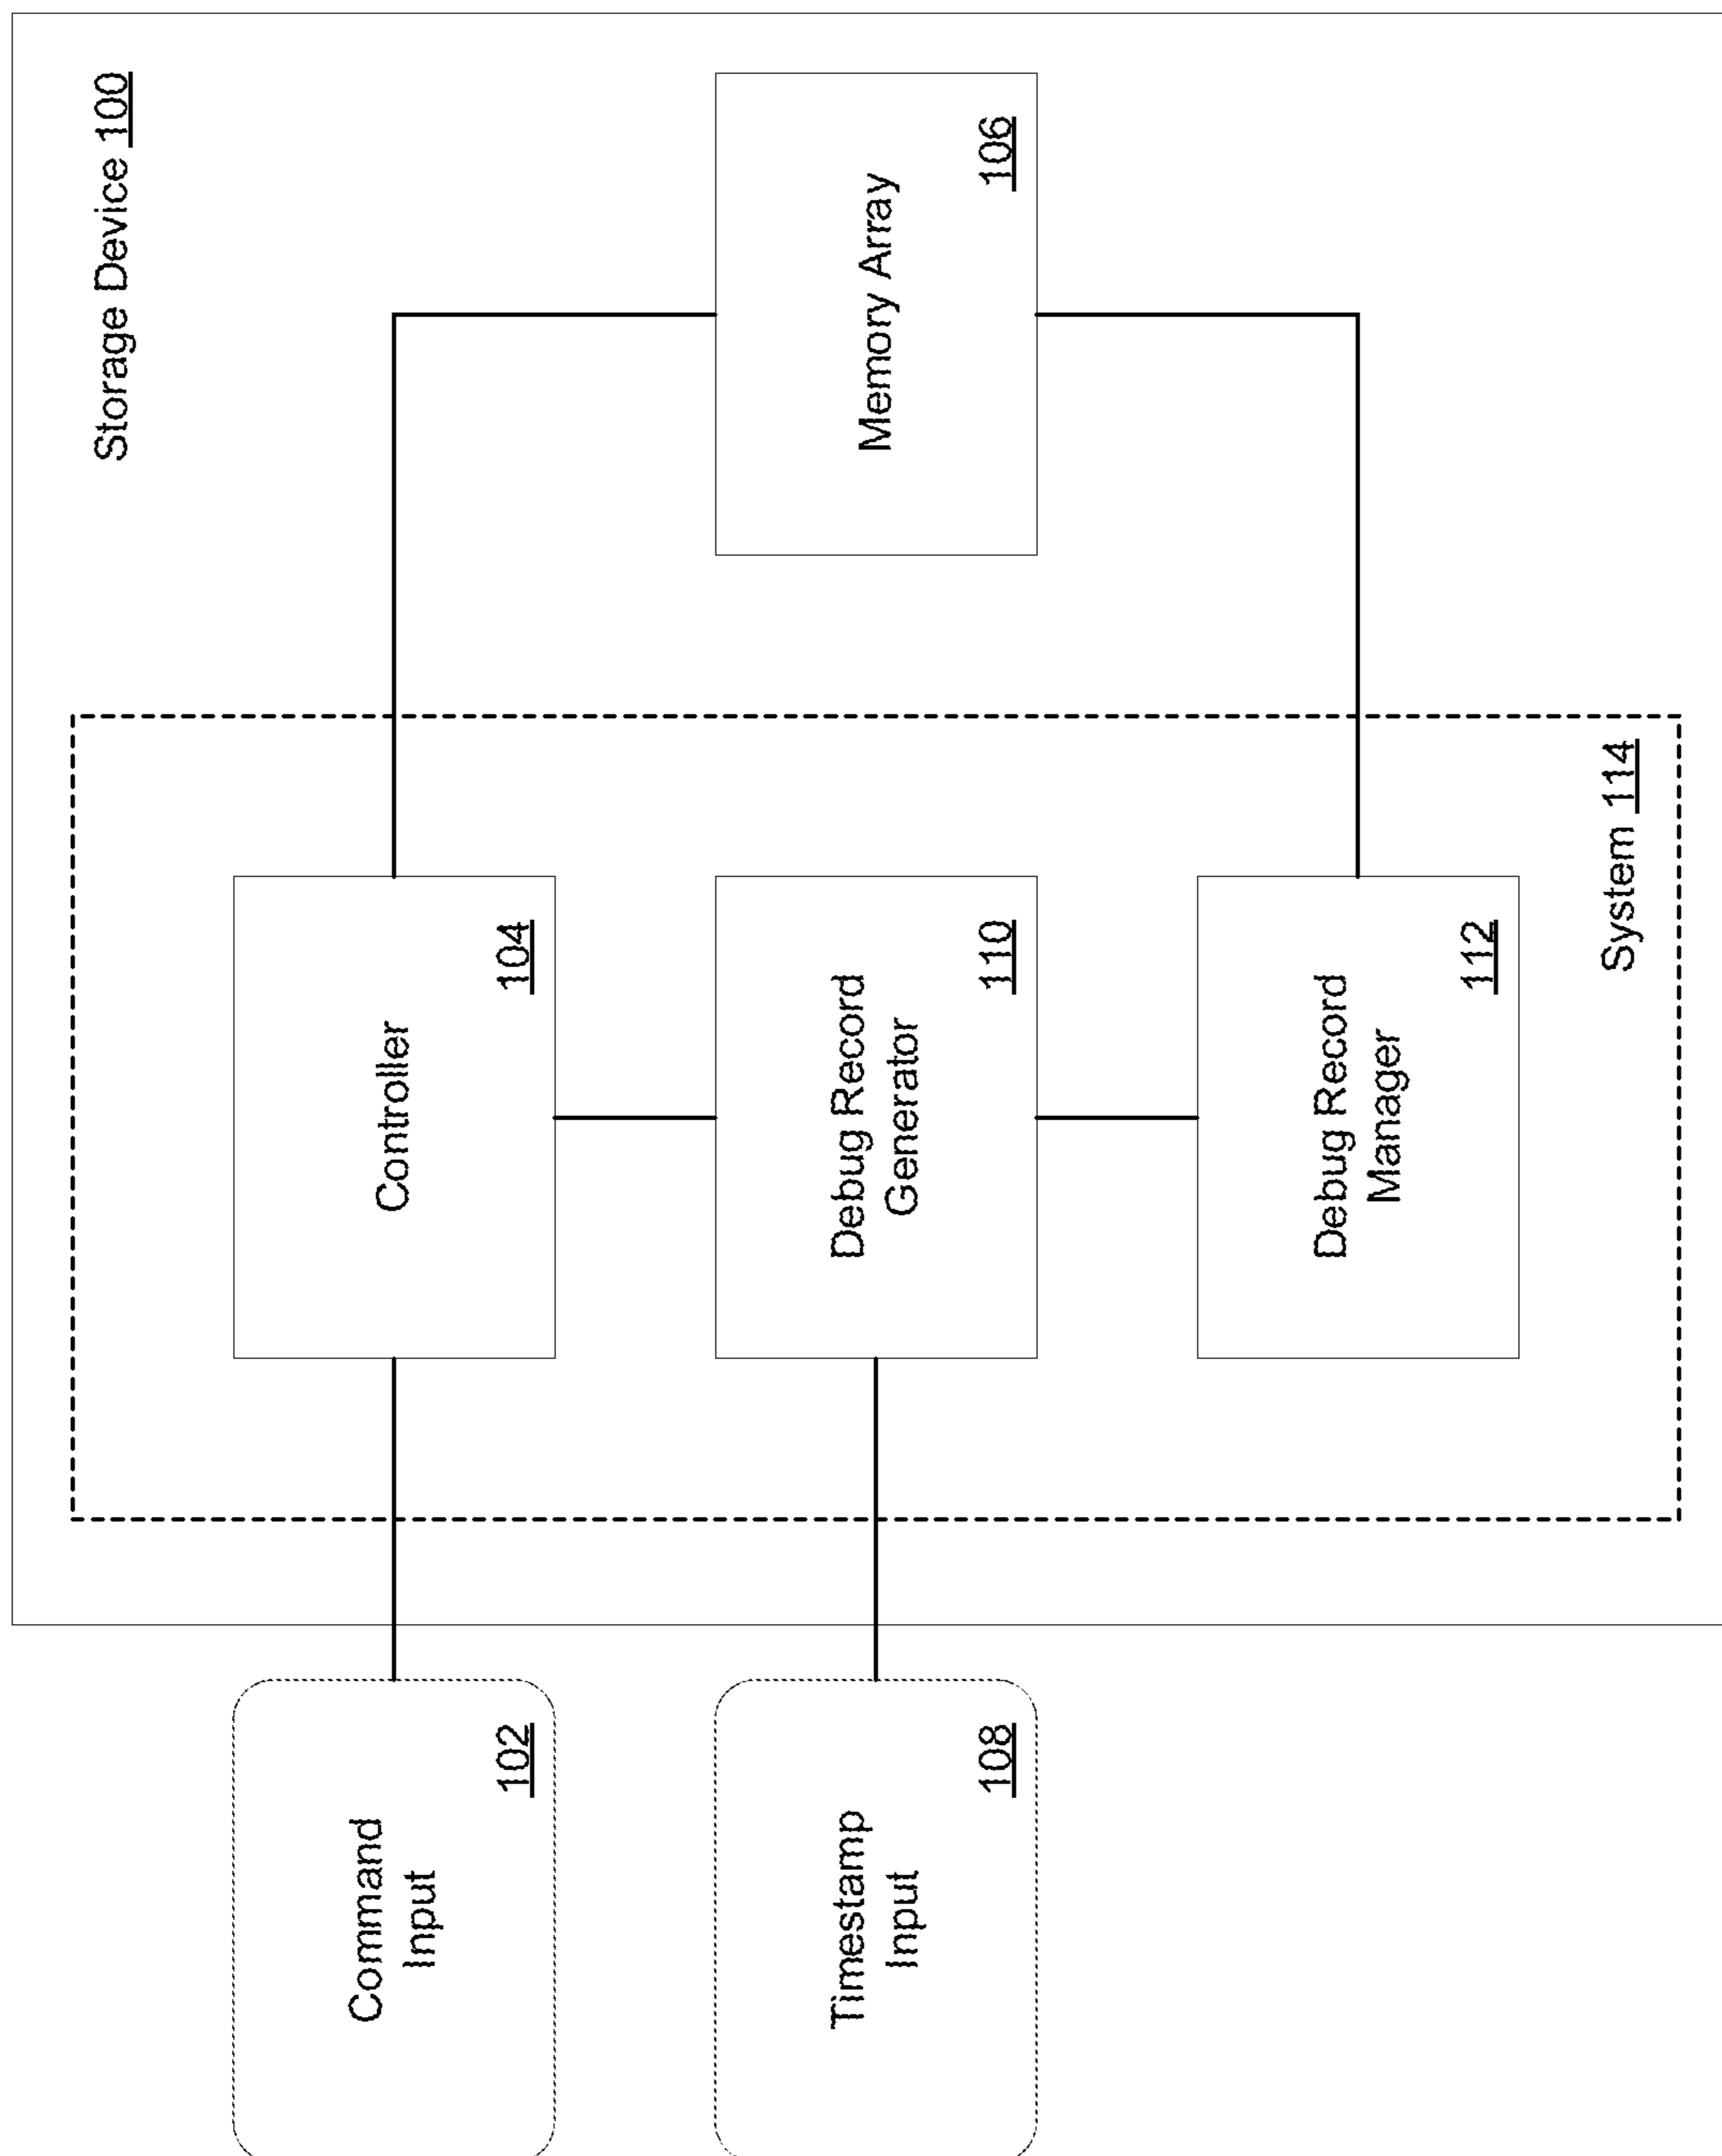 Storage Device 100
Command
Input
102
Controller
104
Timestamp
Input
108
Debug Record
Generator
110
Memory Array
106
Debug Record
Manager
112
System 114